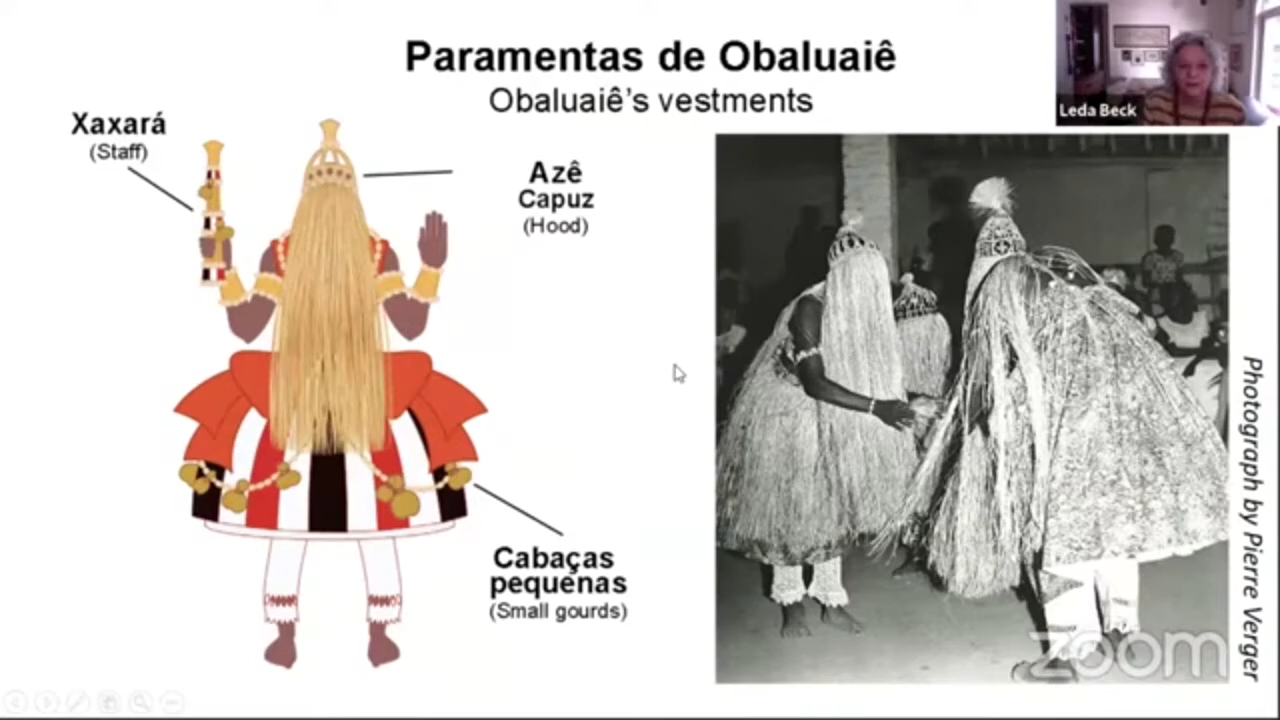 Paramentas de Obaluaiê
Obaluaiê's vestments
Leda Beck
Xaxará
(Staff)
Azê
Capuz
(Hood)
Cabaças
pequenas
(Small gourds)
Photograph by Pierre Verger
zoom